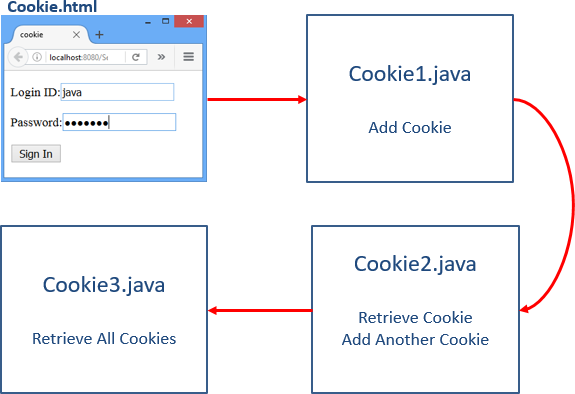 Cookie.html
cookie
localhost:8080/Se
Login ID:java
Password:•••••••
Sign In
Cookie1.java
Add Cookie
Cookie2.java
Retrieve Cookie
Add Another Cookie
Cookie3.java
Retrieve All Cookies